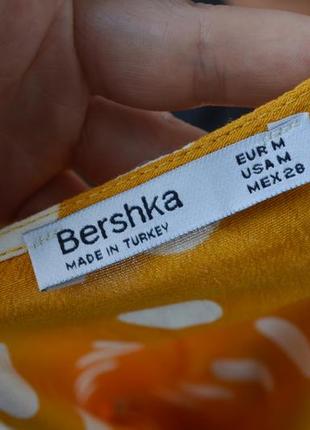 Bershka
MADE IN TURKEY
EUR M
USA M
MEX 28